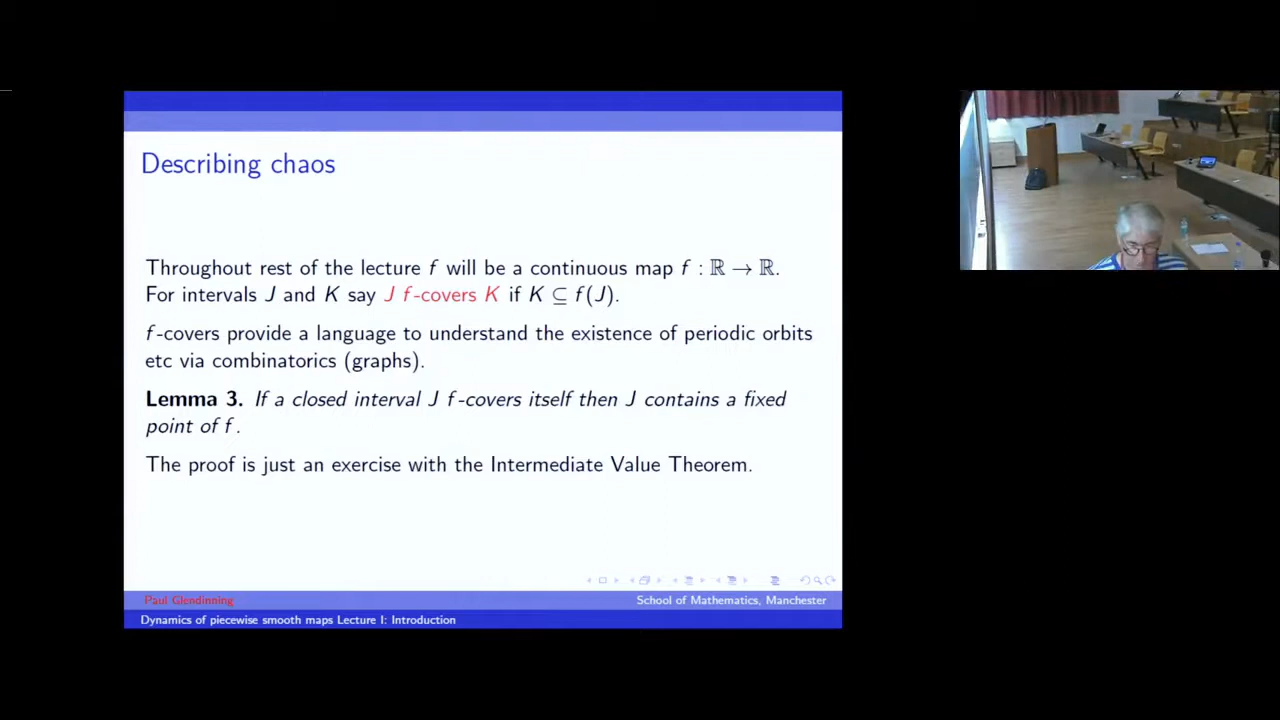 Describing chaos
Throughout rest of the lecture f will be a continuous map f : ℝ → ℝ.
For intervals J and K say J f-covers K if K ⊆ f(J).
f-covers provide a language to understand the existence of periodic orbits
etc via combinatorics (graphs).
Lemma 3. If a closed interval J f-covers itself then J contains a fixed
point of f.
The proof is just an exercise with the Intermediate Value Theorem.
Paul Glendinning
School of Mathematics, Manchester
Dynamics of piecewise smooth maps Lecture I: Introduction